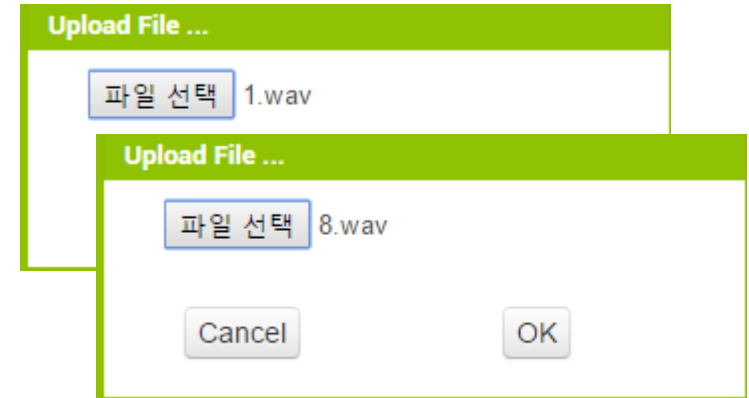 Upload File ...
파일 선택 1.wav
Upload File ...
파일 선택 8.wav
Cancel OK